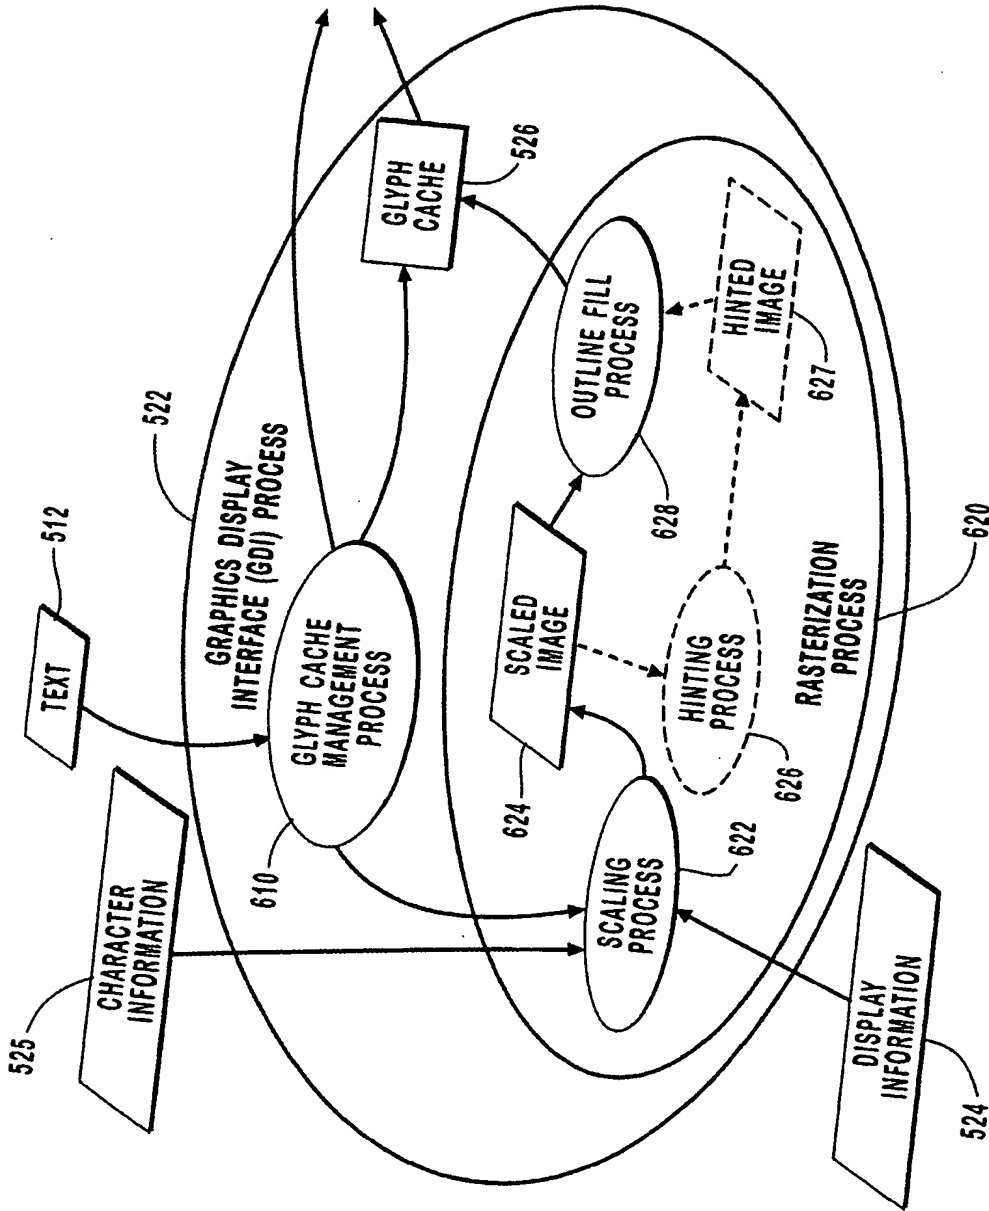 525
CHARACTER
INFORMATION
TEXT
512
522
GRAPHICS DISPLAY
INTERFACE (GDI) PROCESS
610
GLYPH CACHE
MANAGEMENT
PROCESS
GLYPH
CACHE
526
624
SCALED
IMAGE
OUTLINE FILL
PROCESS
628
SCALING
PROCESS
622
HINTING
PROCESS
626
HINTED
IMAGE
627
RASTERIZATION
PROCESS
620
DISPLAY
INFORMATION
524